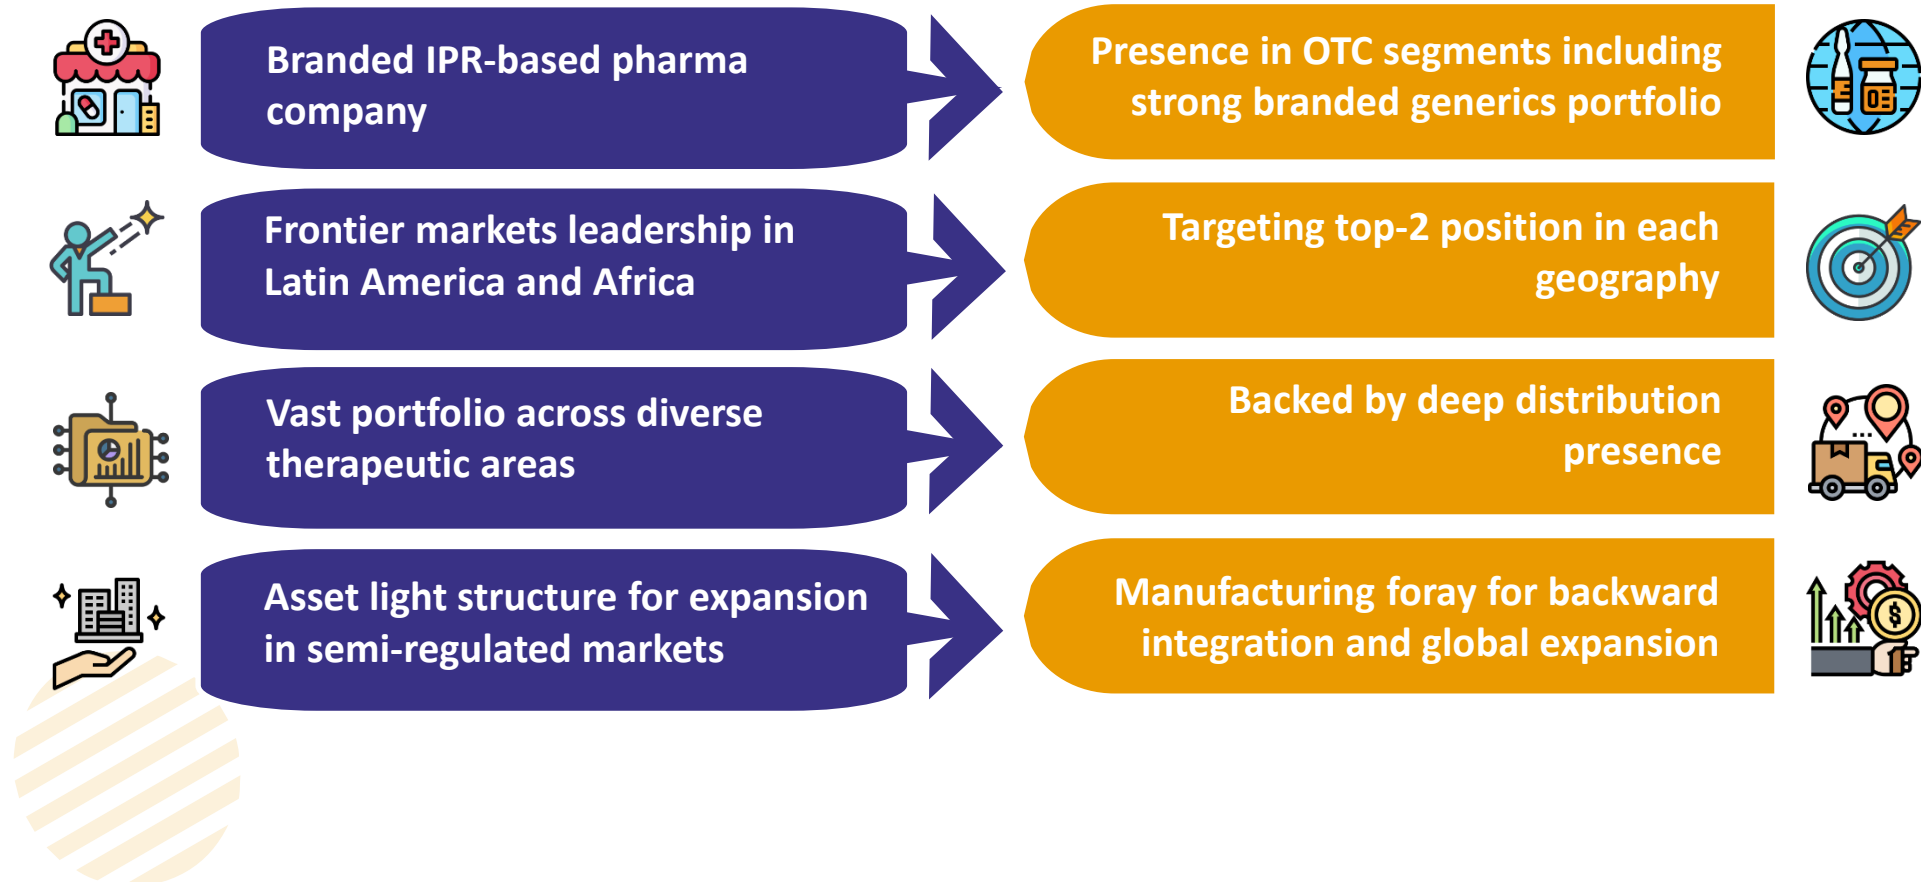 Branded IPR-based pharma
company
Presence in OTC segments including
strong branded generics portfolio
Frontier markets leadership in
Latin America and Africa
Targeting top-2 position in each
geography
Vast portfolio across diverse
therapeutic areas
Backed by deep distribution
presence
Asset light structure for expansion
in semi-regulated markets
Manufacturing foray for backward
integration and global expansion